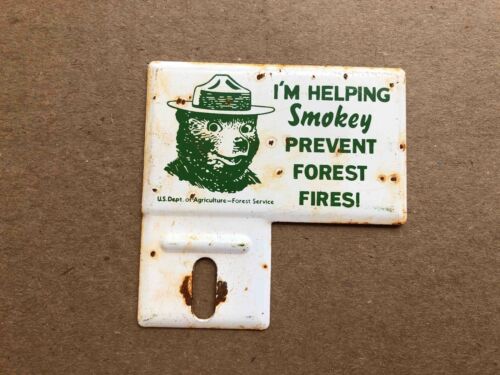 I'M HELPING
Smokey
PREVENT
FOREST
FIRES!
U.S. Dept. of Agriculture—Forest Service